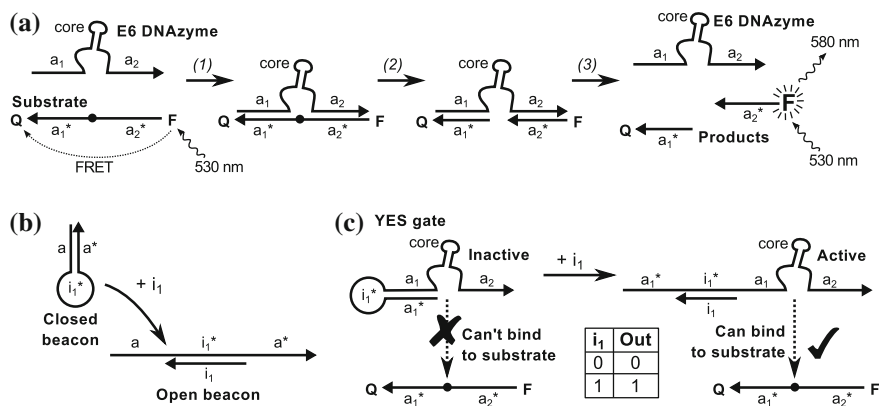 (a)
core
E6 DNAzyme
a₁ a₂
Substrate
Q a₁* a₂* F
FRET
530 nm
(1)
core
a₁ a₂
Q a₁* a₂* F
(2)
core
a₁ a₂
Q a₁* a₂* F
(3)
E6 DNAzyme
core
a₁ a₂
580 nm
F
a₂*
Q a₁*
Products
530 nm
(b)
a a*
i₁*
Closed
beacon
+ i₁
a i₁* a*
i₁
Open beacon
(c)
YES gate
core
Inactive
i₁* a₁ a₂
a₁*
Can't bind
to substrate
Q a₁* a₂* F
+ i₁
i₁ Out
0 0
1 1
core
Active
a₁* i₁* a₁ a₂
i₁
Can bind
to substrate
Q a₁* a₂* F